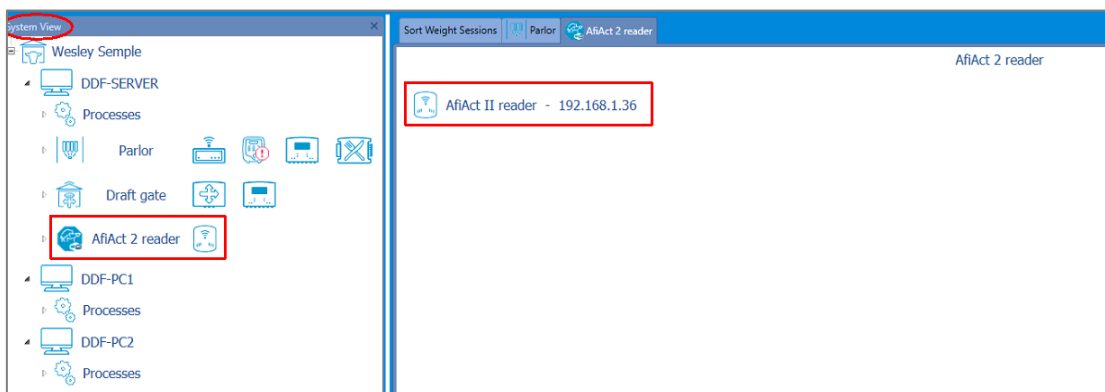 System View
Wesley Semple
DDF-SERVER
Processes
Parlor
Draft gate
AfiAct 2 reader
DDF-PC1
Processes
DDF-PC2
Processes
Sort Weight Sessions Parlor AfiAct 2 reader
AfiAct 2 reader
AfiAct II reader - 192.168.1.36